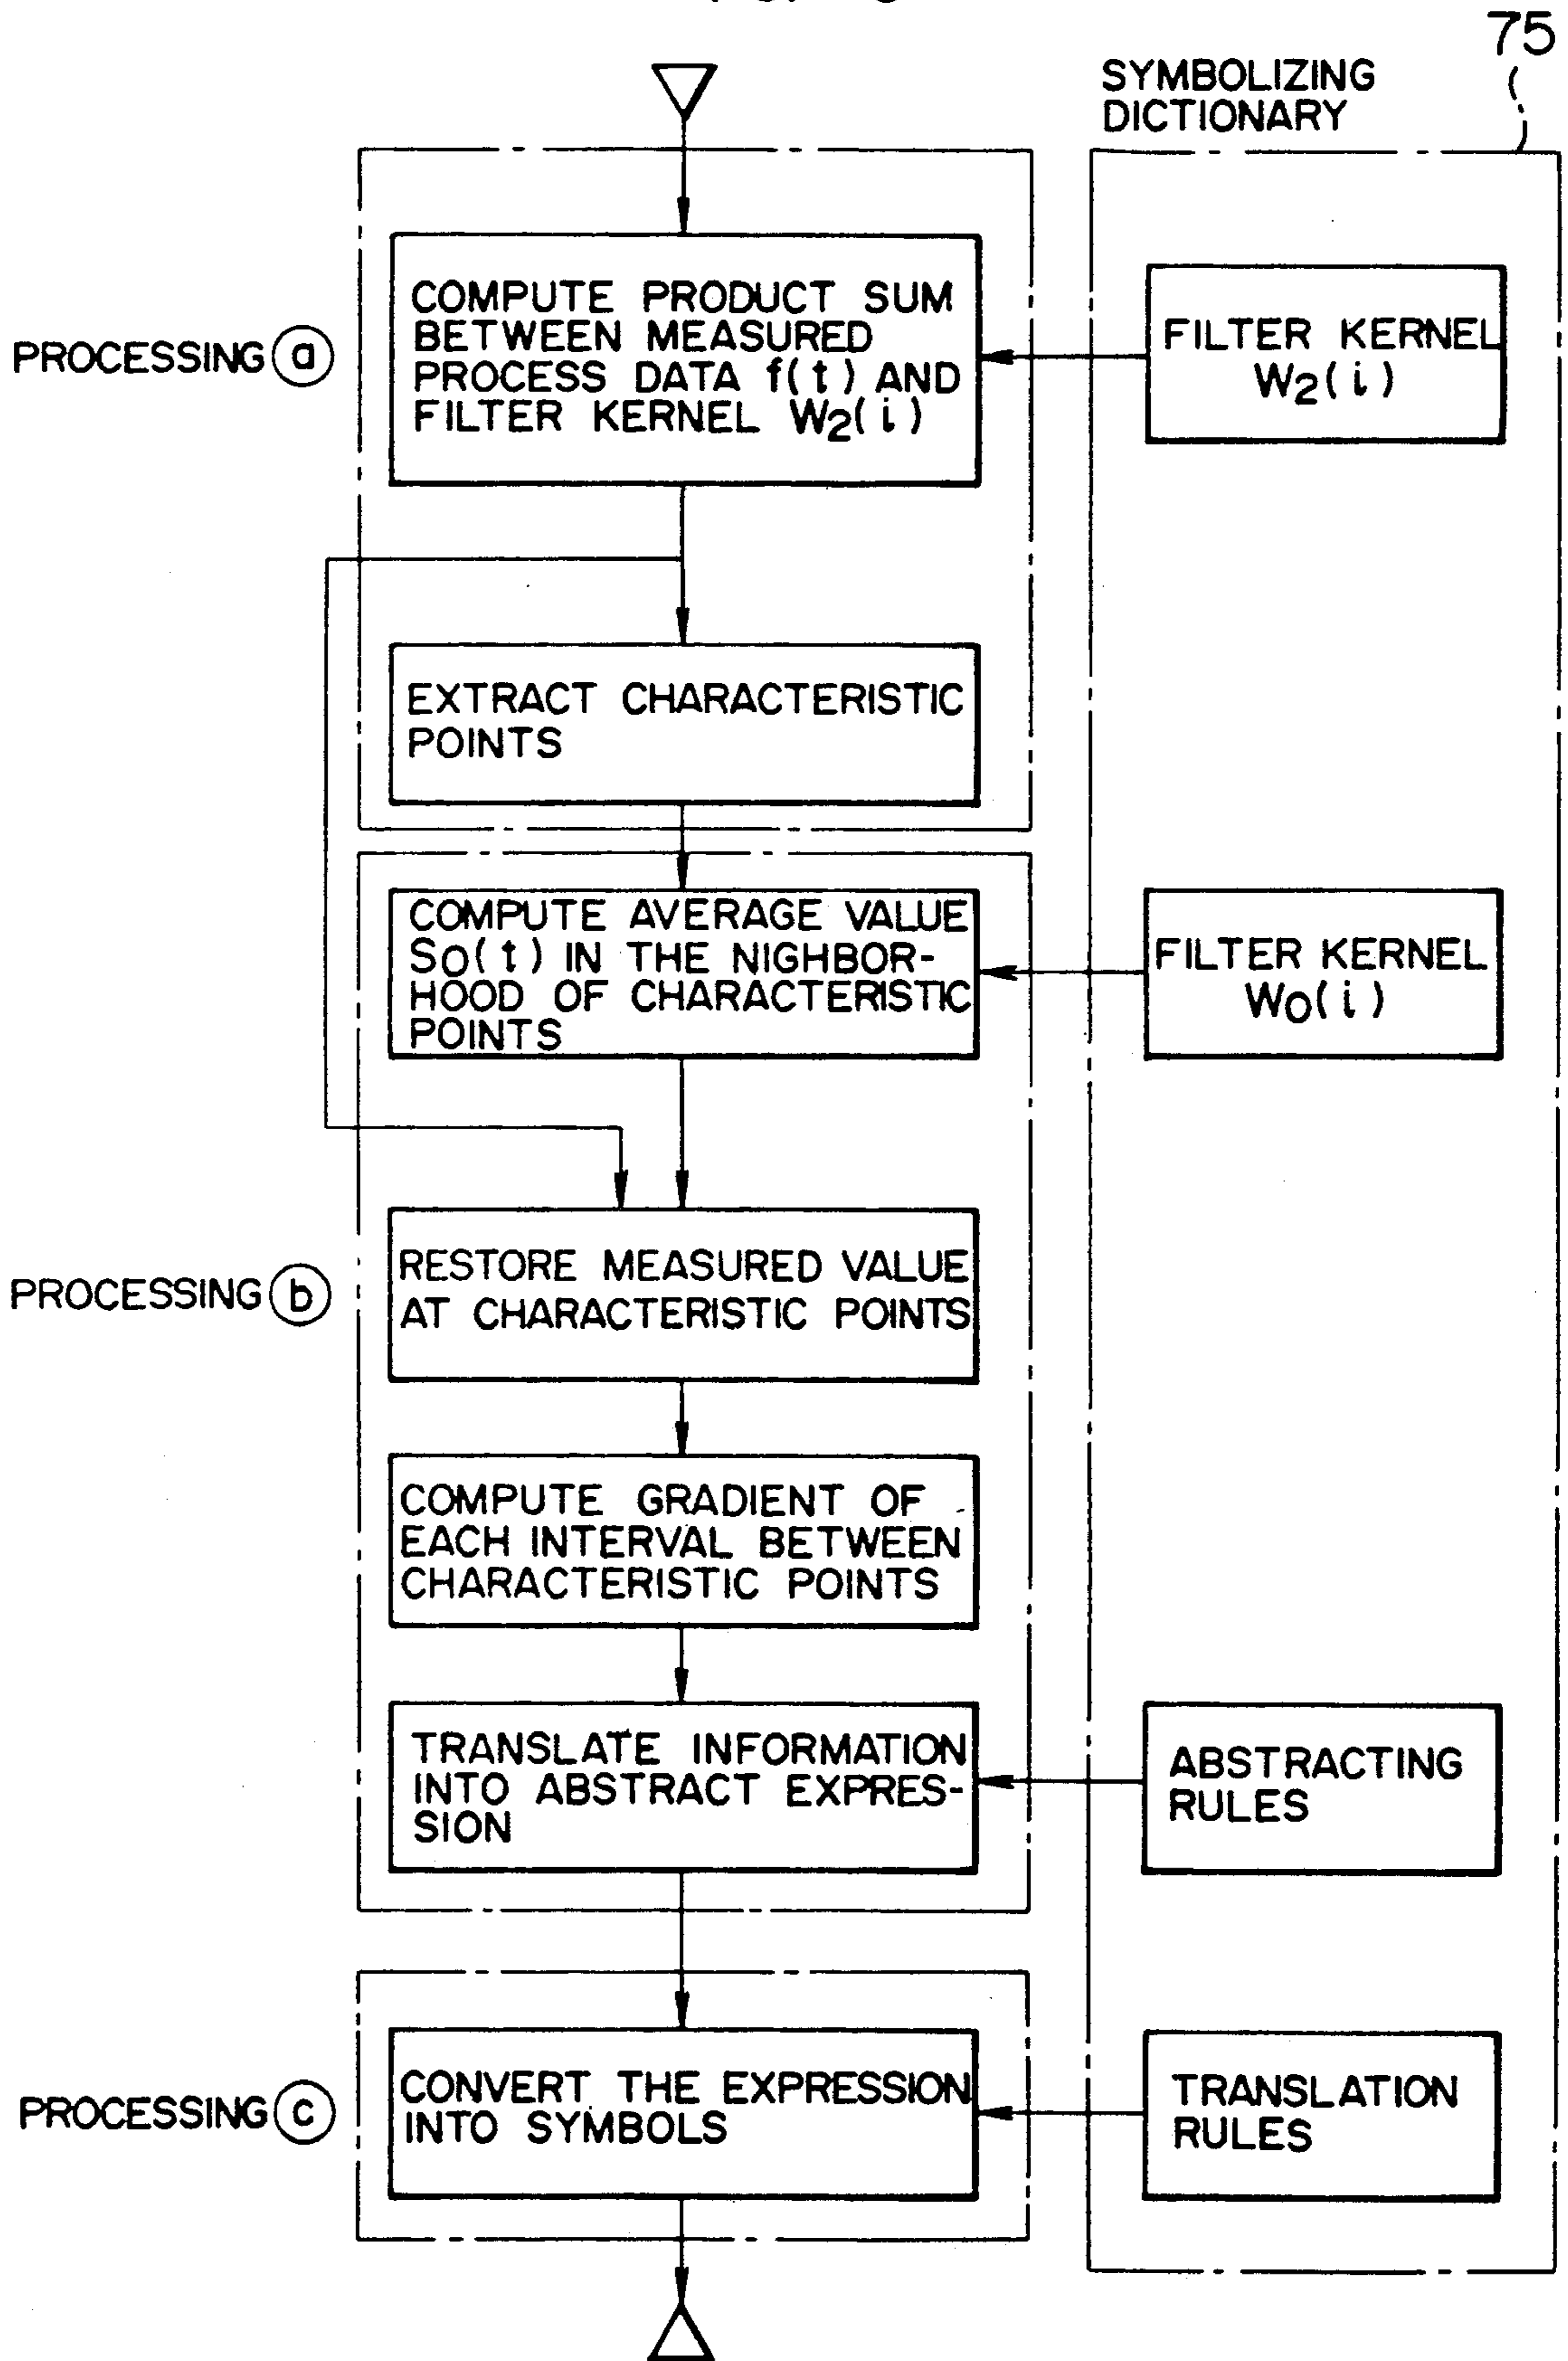 75
SYMBOLIZING
DICTIONARY
PROCESSING a
COMPUTE PRODUCT SUM
BETWEEN MEASURED
PROCESS DATA f(t) AND
FILTER KERNEL W2(i)
FILTER KERNEL
W2(i)
EXTRACT CHARACTERISTIC
POINTS
COMPUTE AVERAGE VALUE
S0(t) IN THE NIGHBOR-
HOOD OF CHARACTERISTIC
POINTS
FILTER KERNEL
W0(i)
PROCESSING b
RESTORE MEASURED VALUE
AT CHARACTERISTIC POINTS
COMPUTE GRADIENT OF
EACH INTERVAL BETWEEN
CHARACTERISTIC POINTS
TRANSLATE INFORMATION
INTO ABSTRACT EXPRES-
SION
ABSTRACTING
RULES
PROCESSING c
CONVERT THE EXPRESSION
INTO SYMBOLS
TRANSLATION
RULES